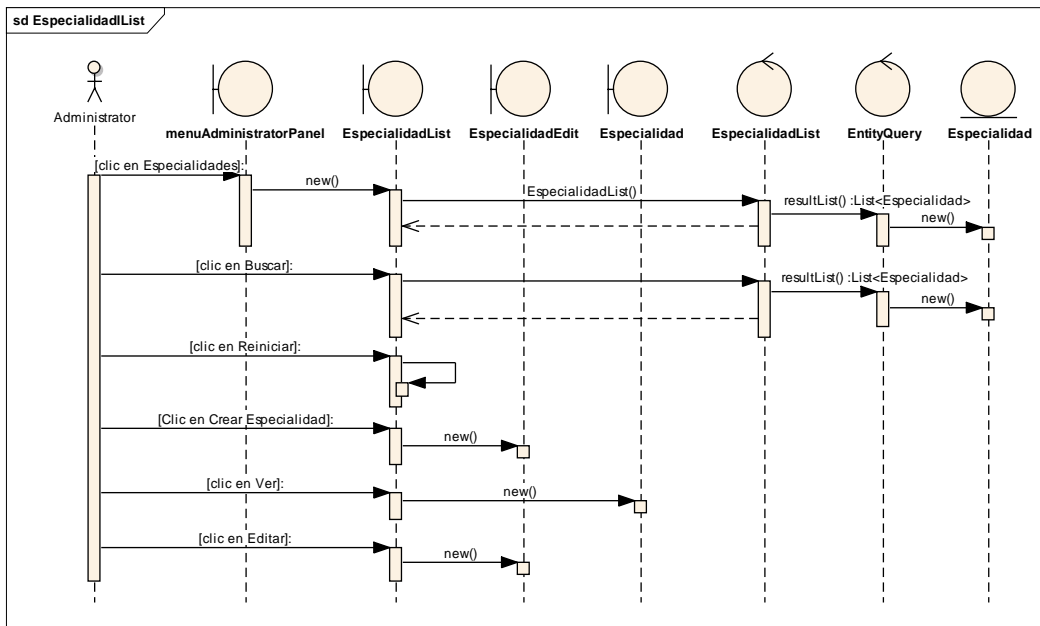 sd EspecialidadlList
Administrator
menuAdministratorPanel
EspecialidadList
EspecialidadEdit
Especialidad
EspecialidadList
EntityQuery
Especialidad
[clic en Especialidades]:
new()
EspecialidadList()
resultList() :List<Especialidad>
new()
[clic en Buscar]:
resultList() :List<Especialidad>
new()
[clic en Reiniciar]:
[Clic en Crear Especialidad]:
new()
[clic en Ver]:
new()
[clic en Editar]:
new()